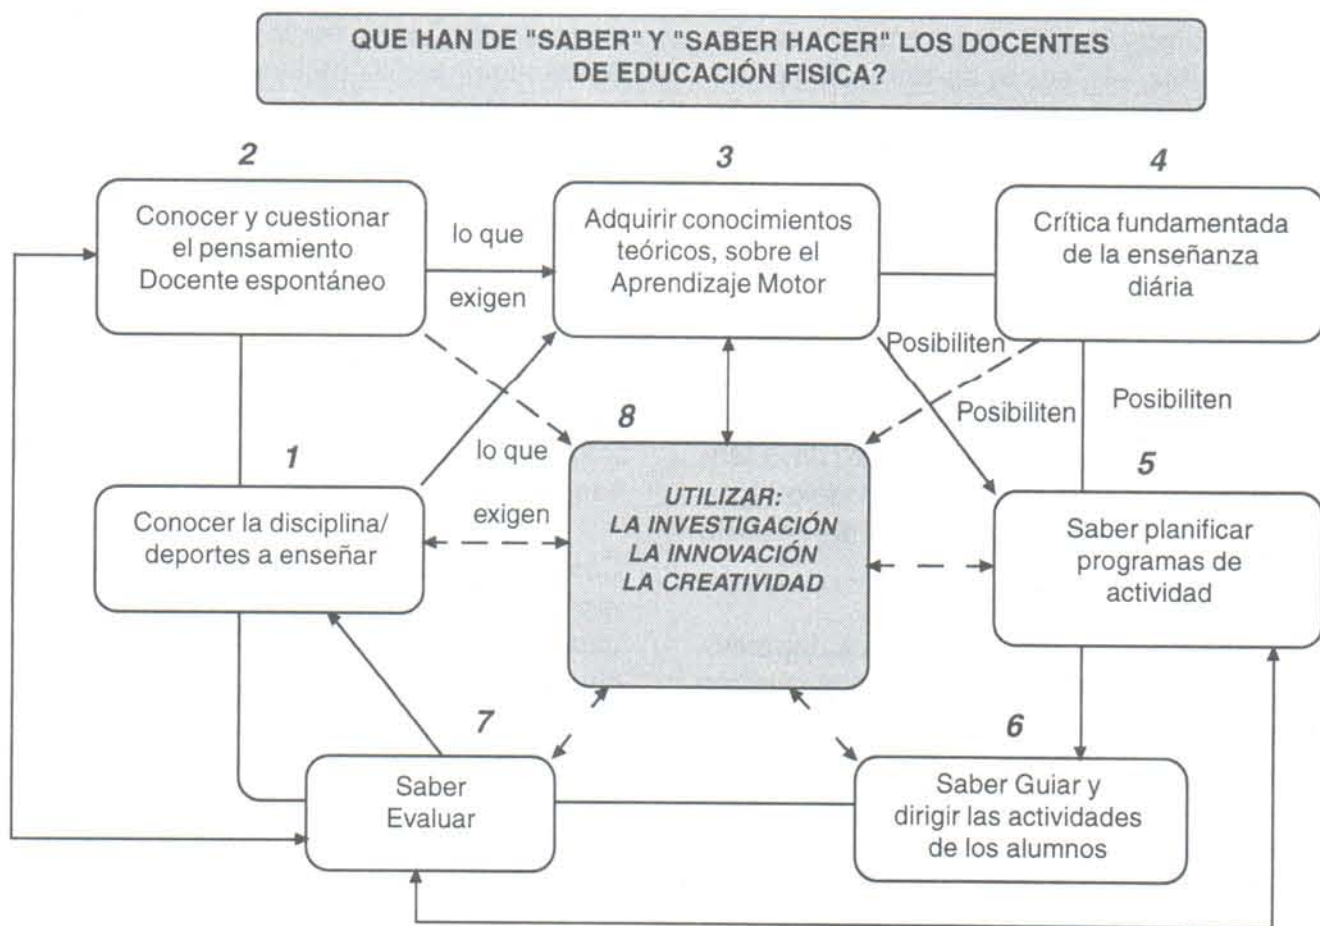 QUE HAN DE "SABER" Y "SABER HACER" LOS DOCENTES
DE EDUCACIÓN FISICA?
2
Conocer y cuestionar
el pensamiento
Docente espontáneo
lo que
exigen
3
Adquirir conocimientos
teóricos, sobre el
Aprendizaje Motor
4
Crítica fundamentada
de la enseñanza
diária
Posibiliten
Posibiliten
Posibiliten
1
Conocer la disciplina/
deportes a enseñar
lo que
exigen
8
UTILIZAR:
LA INVESTIGACIÓN
LA INNOVACIÓN
LA CREATIVIDAD
5
Saber planificar
programas de
actividad
7
Saber
Evaluar
6
Saber Guiar y
dirigir las actividades
de los alumnos